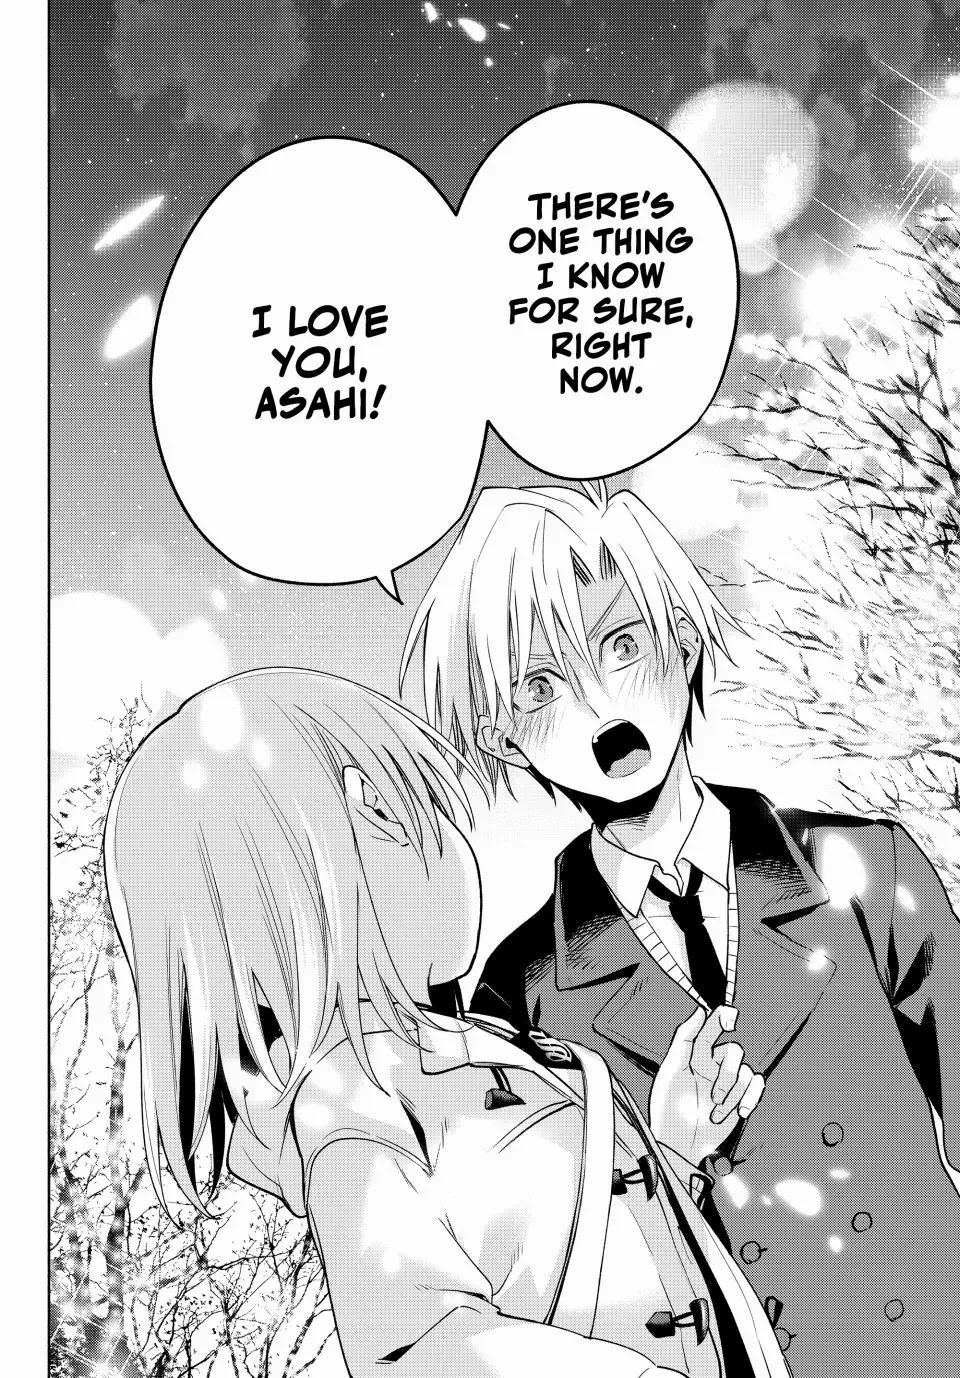 THERE'S
ONE THING
I KNOW
FOR SURE,
RIGHT
NOW.
I LOVE
YOU,
ASAHI!